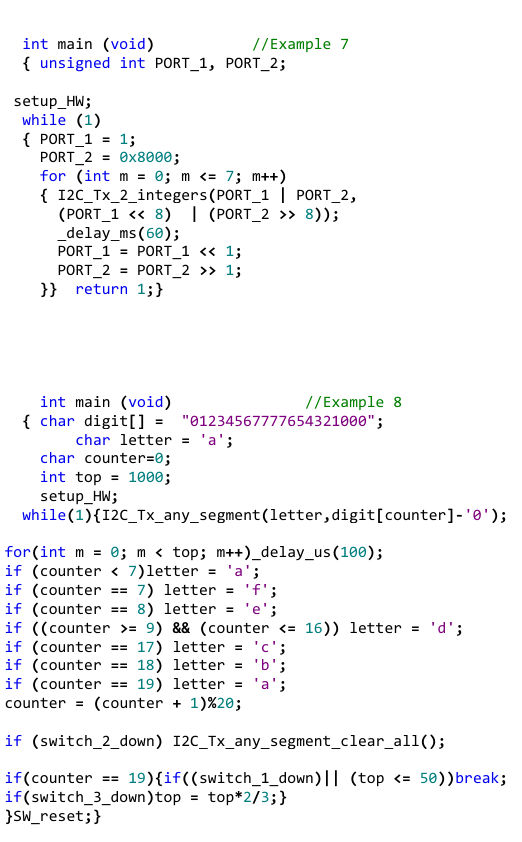 int main (void)           //Example 7
{ unsigned int PORT_1, PORT_2;
setup_HW;
while (1)
{ PORT_1 = 1;
PORT_2 = 0x8000;
for (int m = 0; m <= 7; m++)
{ I2C_Tx_2_integers(PORT_1 | PORT_2,
(PORT_1 << 8)  | (PORT_2 >> 8));
_delay_ms(60);
PORT_1 = PORT_1 << 1;
PORT_2 = PORT_2 >> 1;
}}  return 1;}
int main (void)               //Example 8
{ char digit[] =  "01234567777654321000";
char letter = 'a';
char counter=0;
int top = 1000;
setup_HW;
while(1){I2C_Tx_any_segment(letter,digit[counter]-'0');
for(int m = 0; m < top; m++)_delay_us(100);
if (counter < 7)letter = 'a';
if (counter == 7) letter = 'f';
if (counter == 8) letter = 'e';
if ((counter >= 9) && (counter <= 16)) letter = 'd';
if (counter == 17) letter = 'c';
if (counter == 18) letter = 'b';
if (counter == 19) letter = 'a';
counter = (counter + 1)%20;
if (switch_2_down) I2C_Tx_any_segment_clear_all();
if(counter == 19){if((switch_1_down)|| (top <= 50))break;
if(switch_3_down)top = top*2/3;}
}SW_reset;}